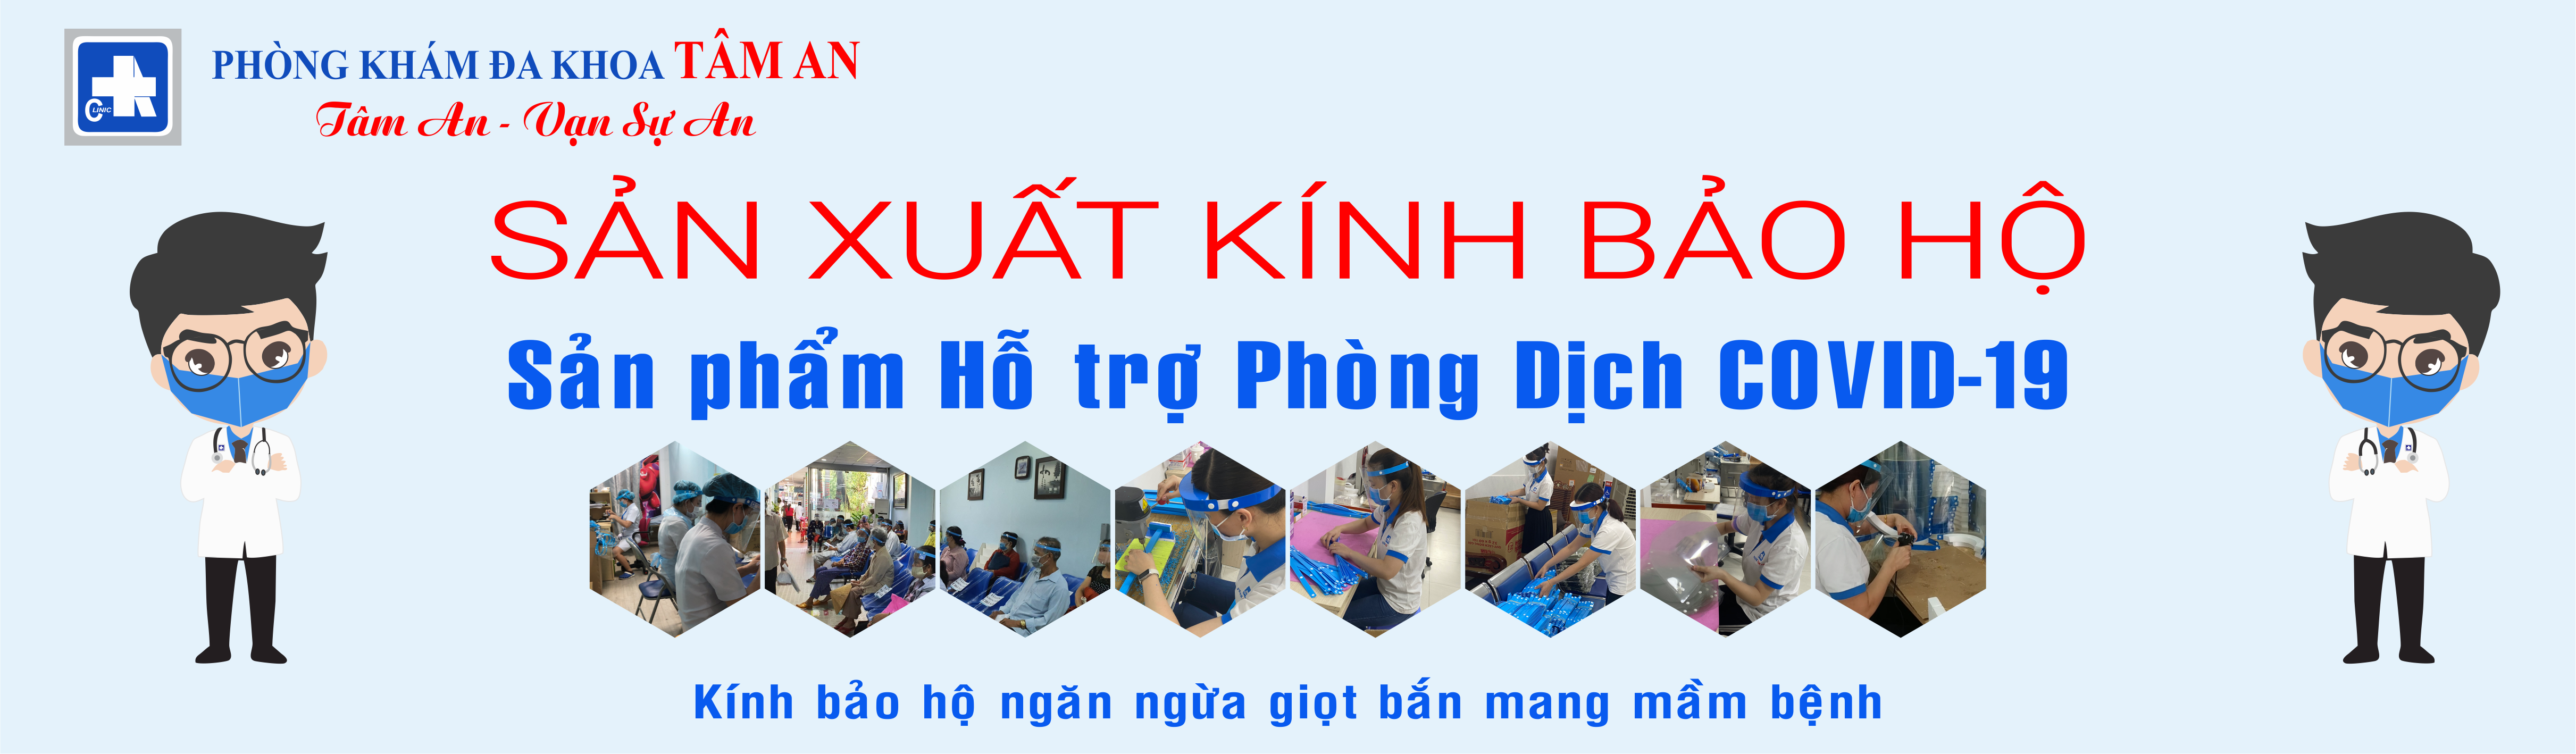 CLINIC
PHÒNG KHÁM ĐA KHOA TÂM AN
Tâm An - Vạn Sự An
SẢN XUẤT KÍNH BẢO HỘ
Sản phẩm Hỗ trợ Phòng Dịch COVID-19
Kính bảo hộ ngăn ngừa giọt bắn mang mầm bệnh